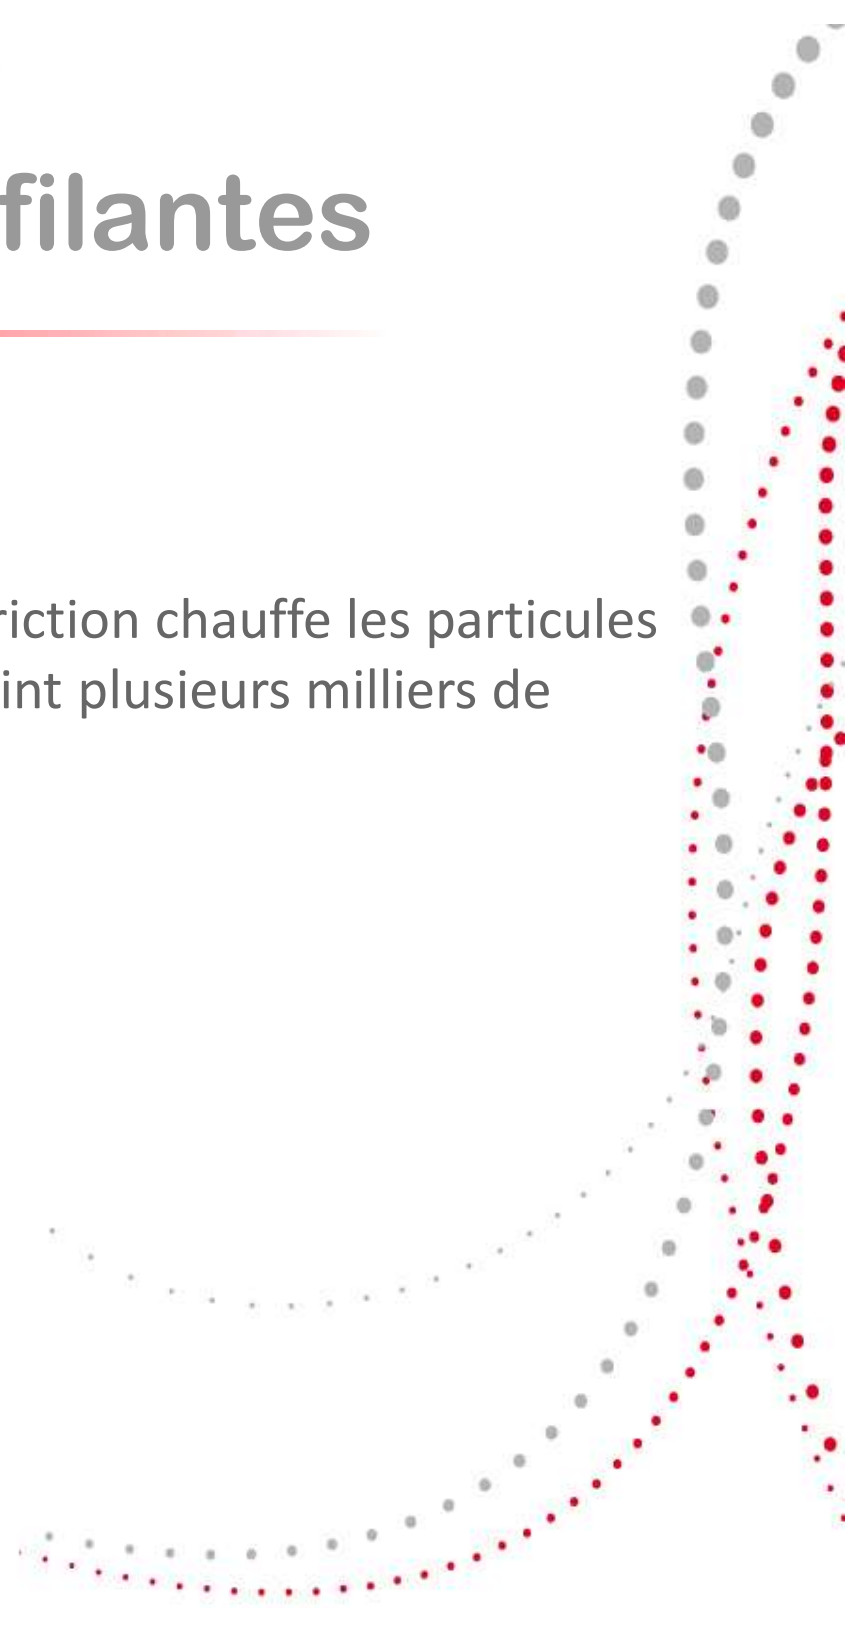 filantes
riction chauffe les particules
int plusieurs milliers de